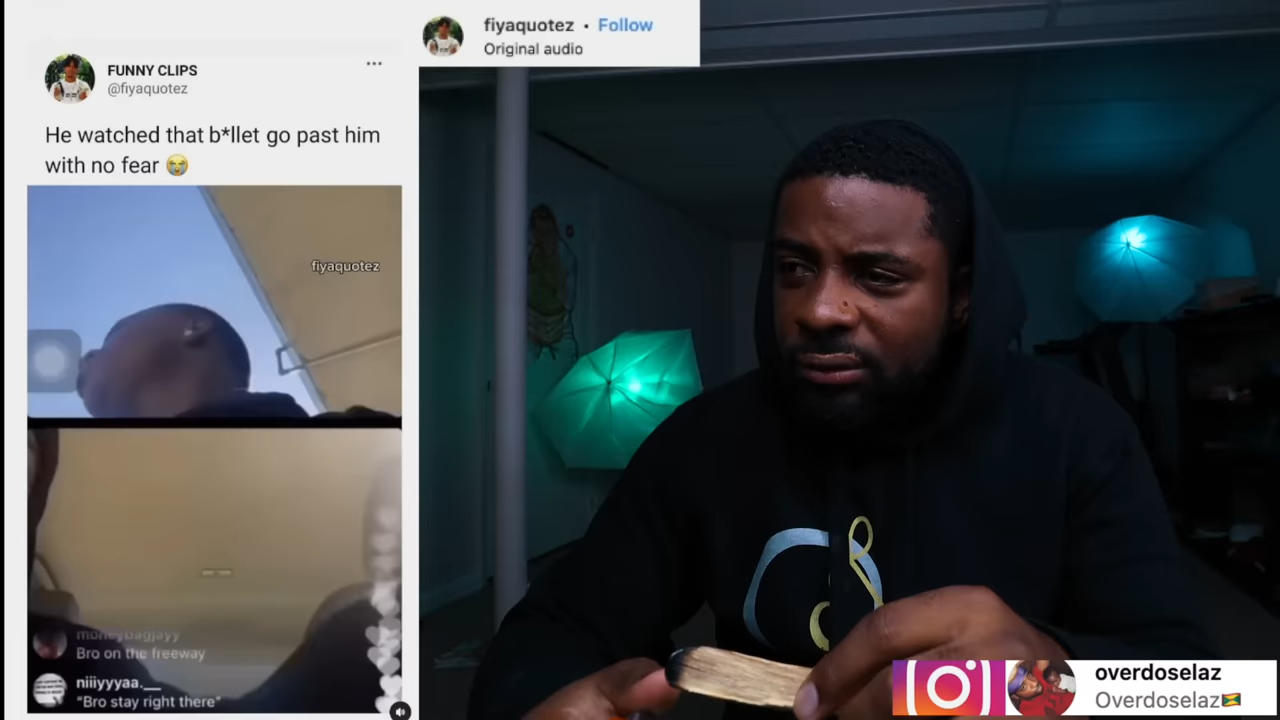 fiyaquotez • Follow
Original audio
FUNNY CLIPS
@fiyaquotez
He watched that b*llet go past him
with no fear 😭
fiyaquotez
moneybagjayy
Bro on the freeway
niiiyyyaa.__
"Bro stay right there"
overdoselaz
Overdoselaz🇬🇩